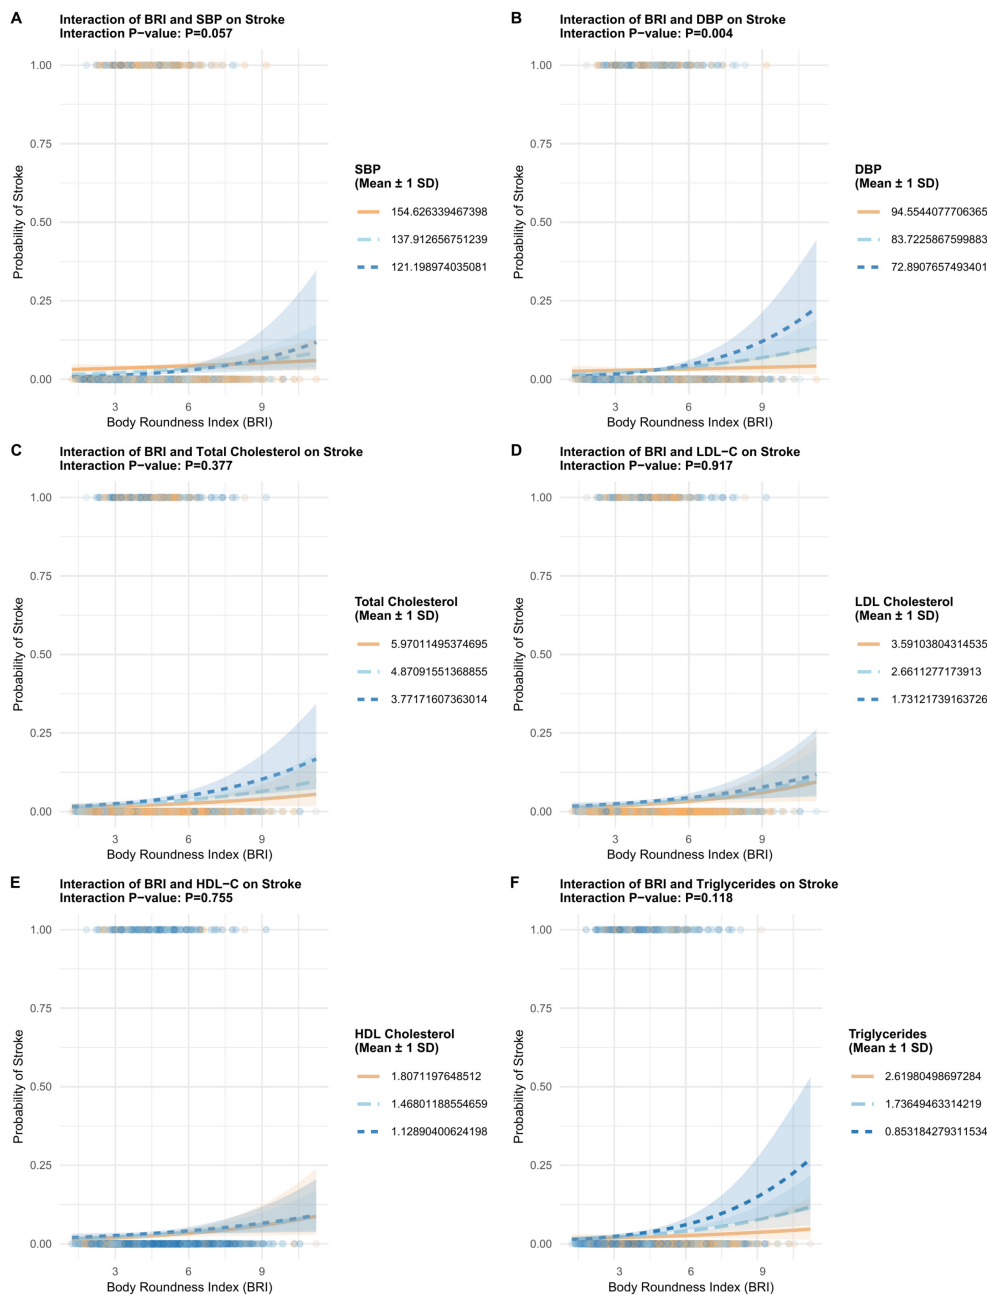 A
Interaction of BRI and SBP on Stroke
Interaction P−value: P=0.057
1.00
0.75
0.50
0.25
0.00
Probability of Stroke
3 6 9
Body Roundness Index (BRI)
SBP
(Mean ± 1 SD)
154.626339467398
137.912656751239
121.198974035081
B
Interaction of BRI and DBP on Stroke
Interaction P−value: P=0.004
1.00
0.75
0.50
0.25
0.00
Probability of Stroke
3 6 9
Body Roundness Index (BRI)
DBP
(Mean ± 1 SD)
94.5544077706365
83.7225867599883
72.8907657493401
C
Interaction of BRI and Total Cholesterol on Stroke
Interaction P−value: P=0.377
1.00
0.75
0.50
0.25
0.00
Probability of Stroke
3 6 9
Body Roundness Index (BRI)
Total Cholesterol
(Mean ± 1 SD)
5.97011495374695
4.87091551368855
3.77171607363014
D
Interaction of BRI and LDL−C on Stroke
Interaction P−value: P=0.917
1.00
0.75
0.50
0.25
0.00
Probability of Stroke
3 6 9
Body Roundness Index (BRI)
LDL Cholesterol
(Mean ± 1 SD)
3.59103804314535
2.6611277173913
1.73121739163726
E
Interaction of BRI and HDL−C on Stroke
Interaction P−value: P=0.755
1.00
0.75
0.50
0.25
0.00
Probability of Stroke
3 6 9
Body Roundness Index (BRI)
HDL Cholesterol
(Mean ± 1 SD)
1.8071197648512
1.46801188554659
1.12890400624198
F
Interaction of BRI and Triglycerides on Stroke
Interaction P−value: P=0.118
1.00
0.75
0.50
0.25
0.00
Probability of Stroke
3 6 9
Body Roundness Index (BRI)
Triglycerides
(Mean ± 1 SD)
2.61980498697284
1.73649463314219
0.853184279311534